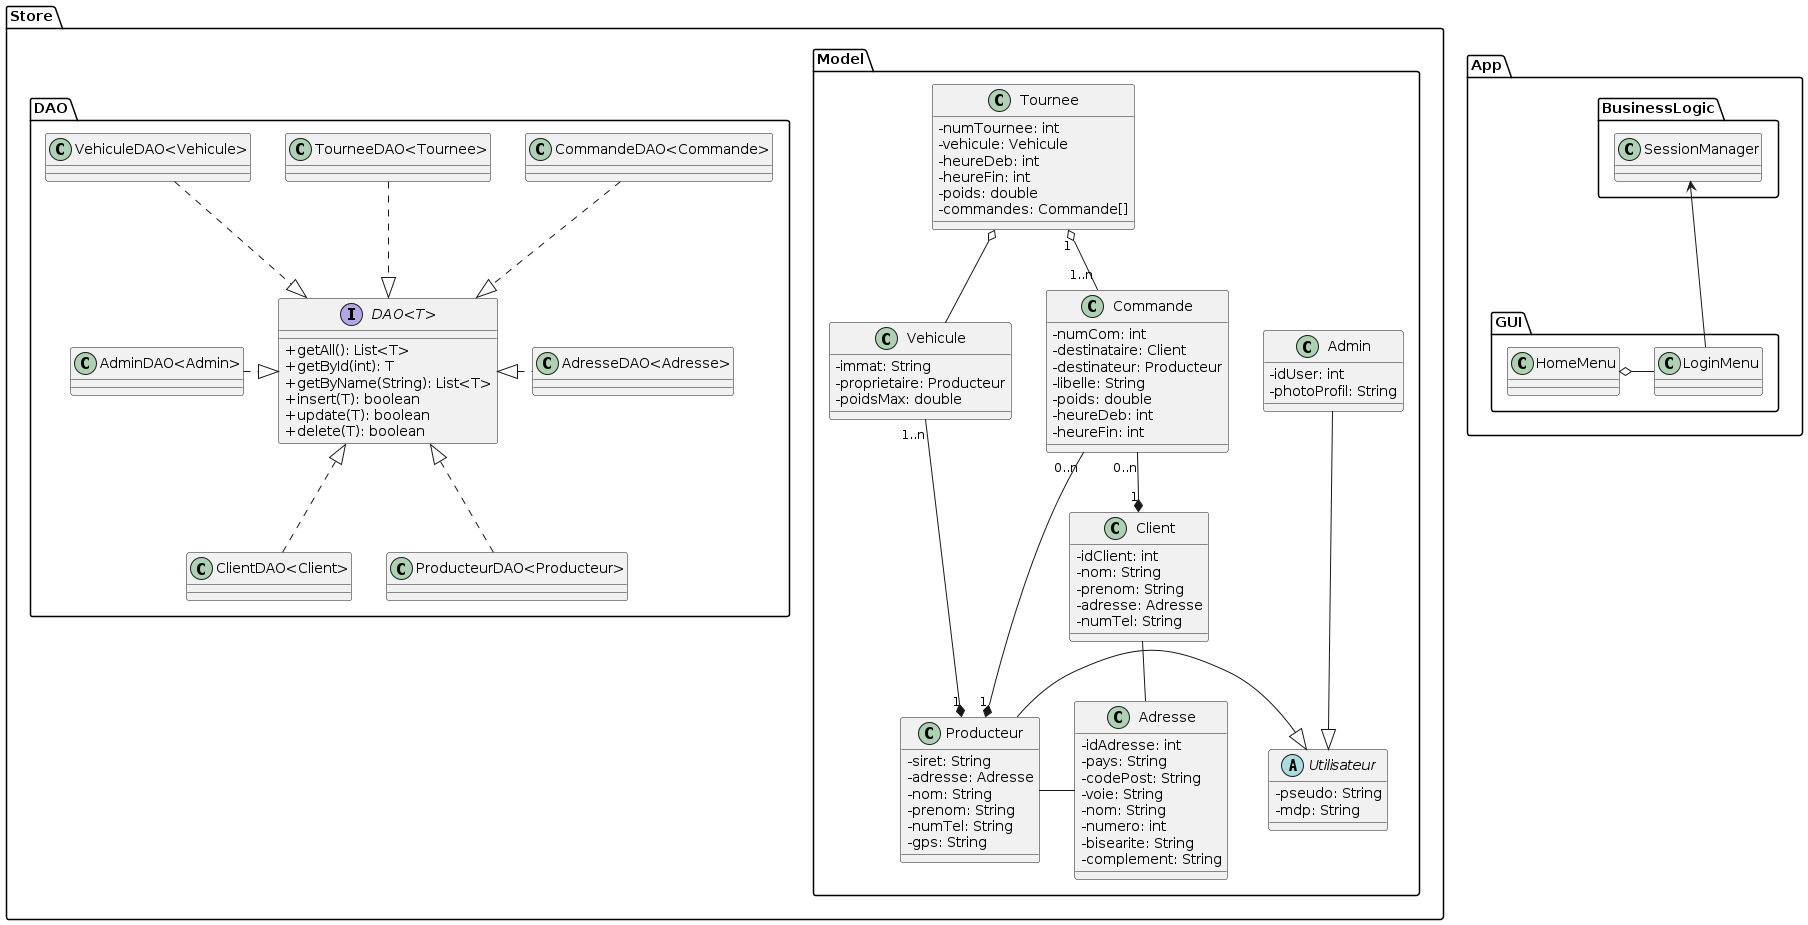 Store
DAO
C VehiculeDAO<Vehicule>
C TourneeDAO<Tournee>
C CommandeDAO<Commande>
I DAO<T>
+getAll(): List<T>
+getById(int): T
+getByName(String): List<T>
+insert(T): boolean
+update(T): boolean
+delete(T): boolean
C AdminDAO<Admin>
C AdresseDAO<Adresse>
C ClientDAO<Client>
C ProducteurDAO<Producteur>
Model
C Tournee
-numTournee: int
-vehicule: Vehicule
-heureDeb: int
-heureFin: int
-poids: double
-commandes: Commande[]
1
1..n
C Vehicule
-immat: String
-proprietaire: Producteur
-poidsMax: double
1..n
1
C Commande
-numCom: int
-destinataire: Client
-destinateur: Producteur
-libelle: String
-poids: double
-heureDeb: int
-heureFin: int
0..n
1
0..n
1
C Admin
-idUser: int
-photoProfil: String
C Client
-idClient: int
-nom: String
-prenom: String
-adresse: Adresse
-numTel: String
C Producteur
-siret: String
-adresse: Adresse
-nom: String
-prenom: String
-numTel: String
-gps: String
C Adresse
-idAdresse: int
-pays: String
-codePost: String
-voie: String
-nom: String
-numero: int
-bisearite: String
-complement: String
A Utilisateur
-pseudo: String
-mdp: String
App
BusinessLogic
C SessionManager
GUI
C HomeMenu
C LoginMenu